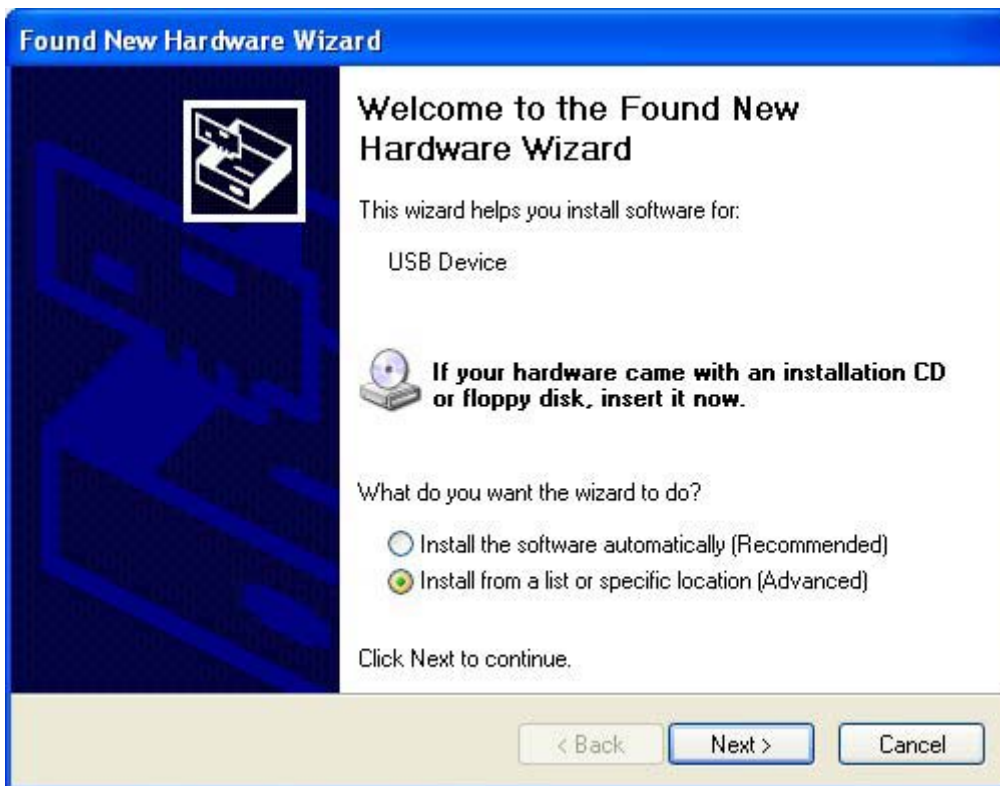 Found New Hardware Wizard
Welcome to the Found New
Hardware Wizard
This wizard helps you install software for:
USB Device
If your hardware came with an installation CD
or floppy disk, insert it now.
What do you want the wizard to do?
Install the software automatically (Recommended)
Install from a list or specific location (Advanced)
Click Next to continue.
< Back Next > Cancel